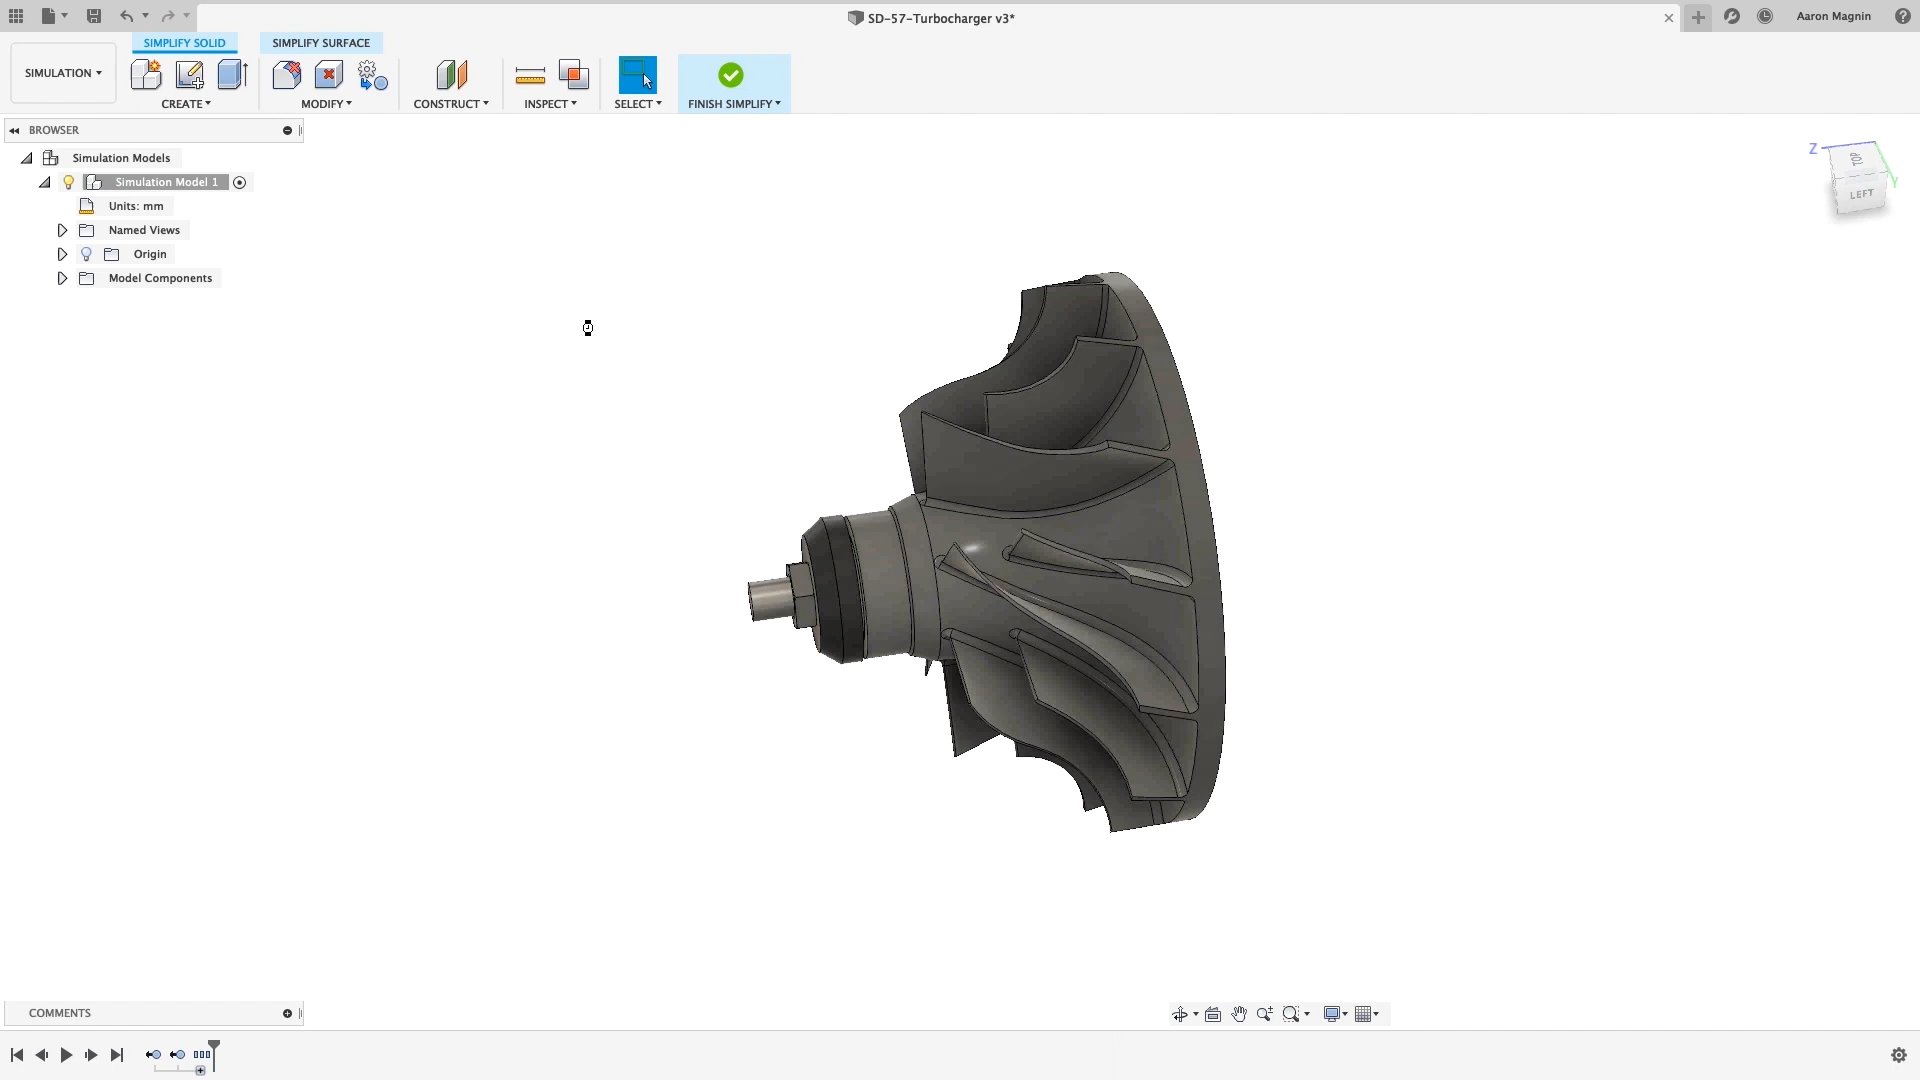 SD-57-Turbocharger v3*
Aaron Magnin
SIMULATION
SIMPLIFY SOLID
SIMPLIFY SURFACE
CREATE
MODIFY
CONSTRUCT
INSPECT
SELECT
FINISH SIMPLIFY
BROWSER
Simulation Models
Simulation Model 1
Units: mm
Named Views
Origin
Model Components
Z
Y
TOP
LEFT
COMMENTS